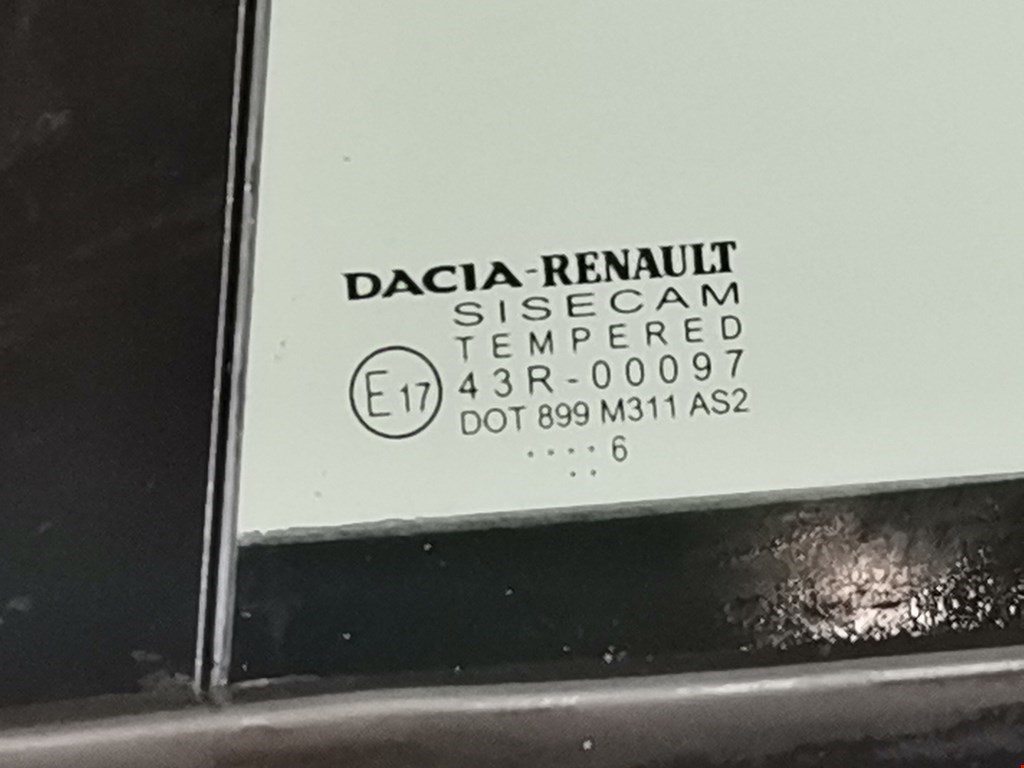 DACIA-RENAULT
SISECAM
TEMPERED
E17 43R-00097
DOT 899 M311 AS2
.... 6
..